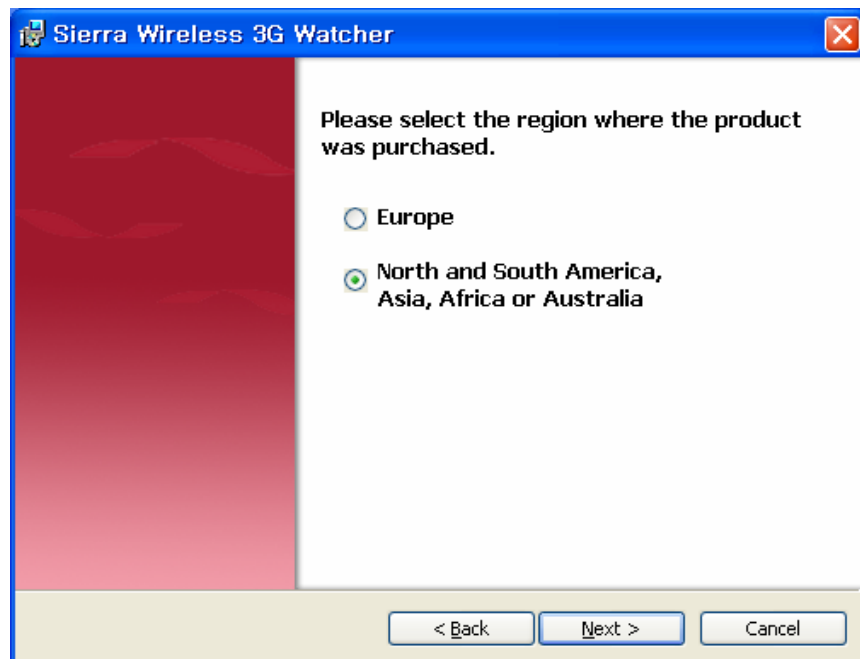 Sierra Wireless 3G Watcher
Please select the region where the product
was purchased.
Europe
North and South America,
Asia, Africa or Australia
< Back
Next >
Cancel